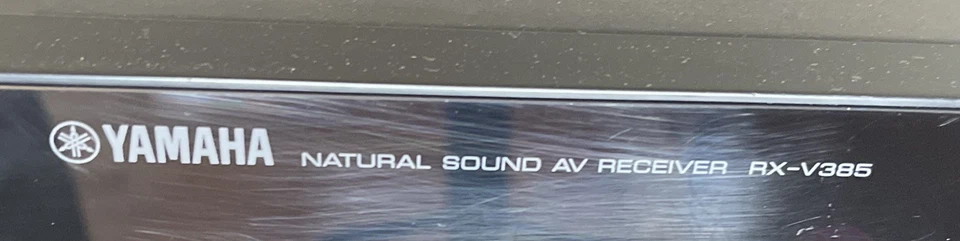 YAMAHA NATURAL SOUND AV RECEIVER RX-V385